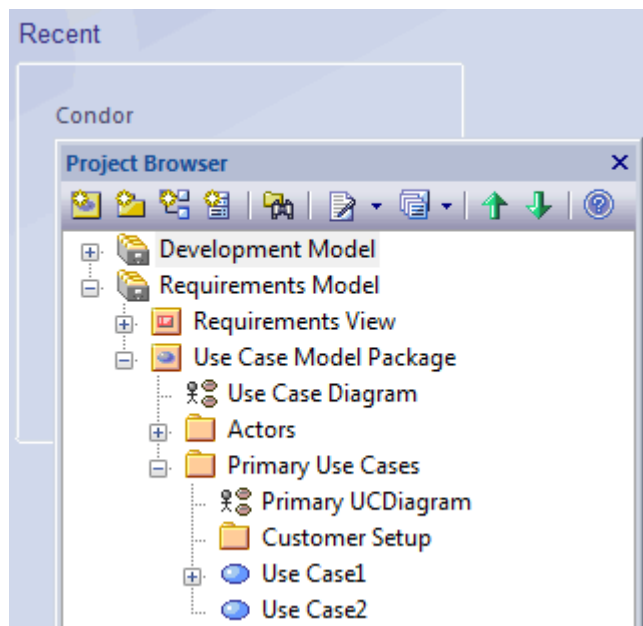 Recent
Condor
Project Browser
Development Model
Requirements Model
Requirements View
Use Case Model Package
Use Case Diagram
Actors
Primary Use Cases
Primary UCDiagram
Customer Setup
Use Case1
Use Case2